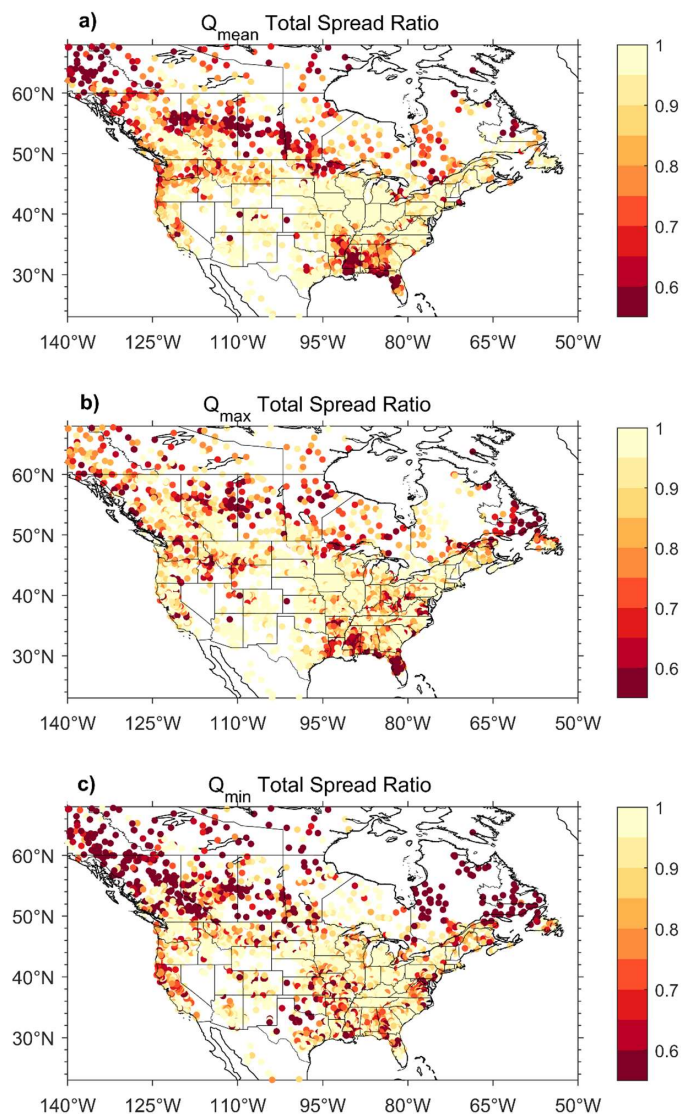 a) Q_mean Total Spread Ratio
60°N
50°N
40°N
30°N
140°W 125°W 110°W 95°W 80°W 65°W 50°W
1
0.9
0.8
0.7
0.6
b) Q_max Total Spread Ratio
60°N
50°N
40°N
30°N
140°W 125°W 110°W 95°W 80°W 65°W 50°W
1
0.9
0.8
0.7
0.6
c) Q_min Total Spread Ratio
60°N
50°N
40°N
30°N
140°W 125°W 110°W 95°W 80°W 65°W 50°W
1
0.9
0.8
0.7
0.6